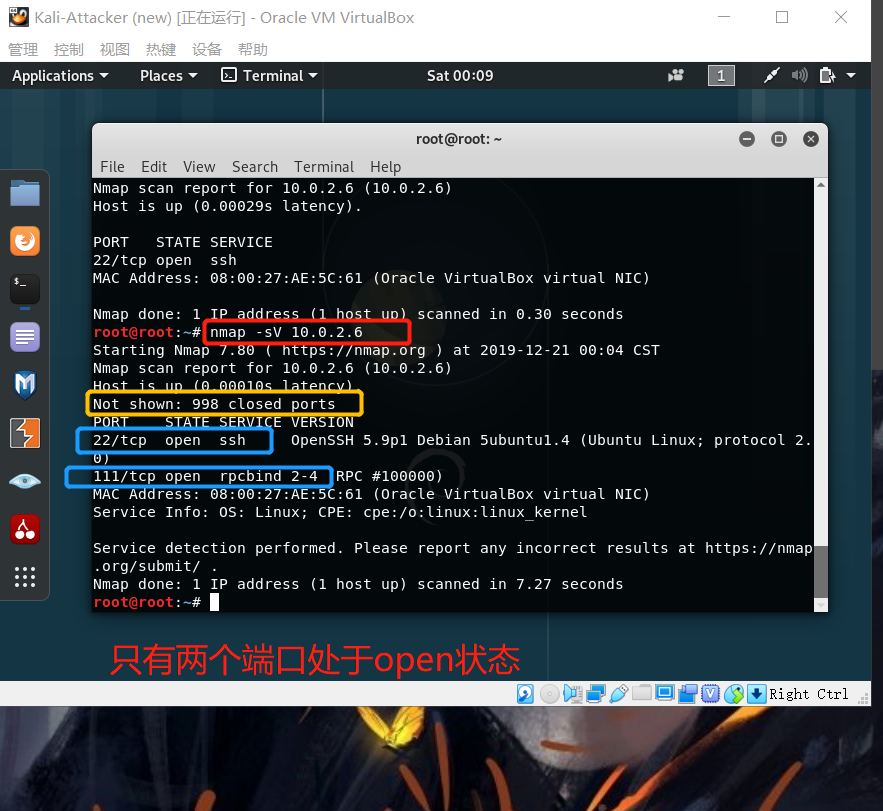 Kali-Attacker (new) [正在运行] - Oracle VM VirtualBox
管理 控制 视图 热键 设备 帮助
Applications Places Terminal Sat 00:09 1
root@root: ~
File Edit View Search Terminal Help
Nmap scan report for 10.0.2.6 (10.0.2.6)
Host is up (0.00029s latency).
PORT   STATE SERVICE
22/tcp open  ssh
MAC Address: 08:00:27:AE:5C:61 (Oracle VirtualBox virtual NIC)
Nmap done: 1 IP address (1 host up) scanned in 0.30 seconds
root@root:~# nmap -sV 10.0.2.6
Starting Nmap 7.80 ( https://nmap.org ) at 2019-12-21 00:04 CST
Nmap scan report for 10.0.2.6 (10.0.2.6)
Host is up (0.00010s latency).
Not shown: 998 closed ports
PORT    STATE SERVICE VERSION
22/tcp  open  ssh     OpenSSH 5.9p1 Debian 5ubuntu1.4 (Ubuntu Linux; protocol 2.
0)
111/tcp open  rpcbind 2-4 RPC #100000)
MAC Address: 08:00:27:AE:5C:61 (Oracle VirtualBox virtual NIC)
Service Info: OS: Linux; CPE: cpe:/o:linux:linux_kernel
Service detection performed. Please report any incorrect results at https://nmap
.org/submit/ .
Nmap done: 1 IP address (1 host up) scanned in 7.27 seconds
root@root:~#
只有两个端口处于open状态
Right Ctrl